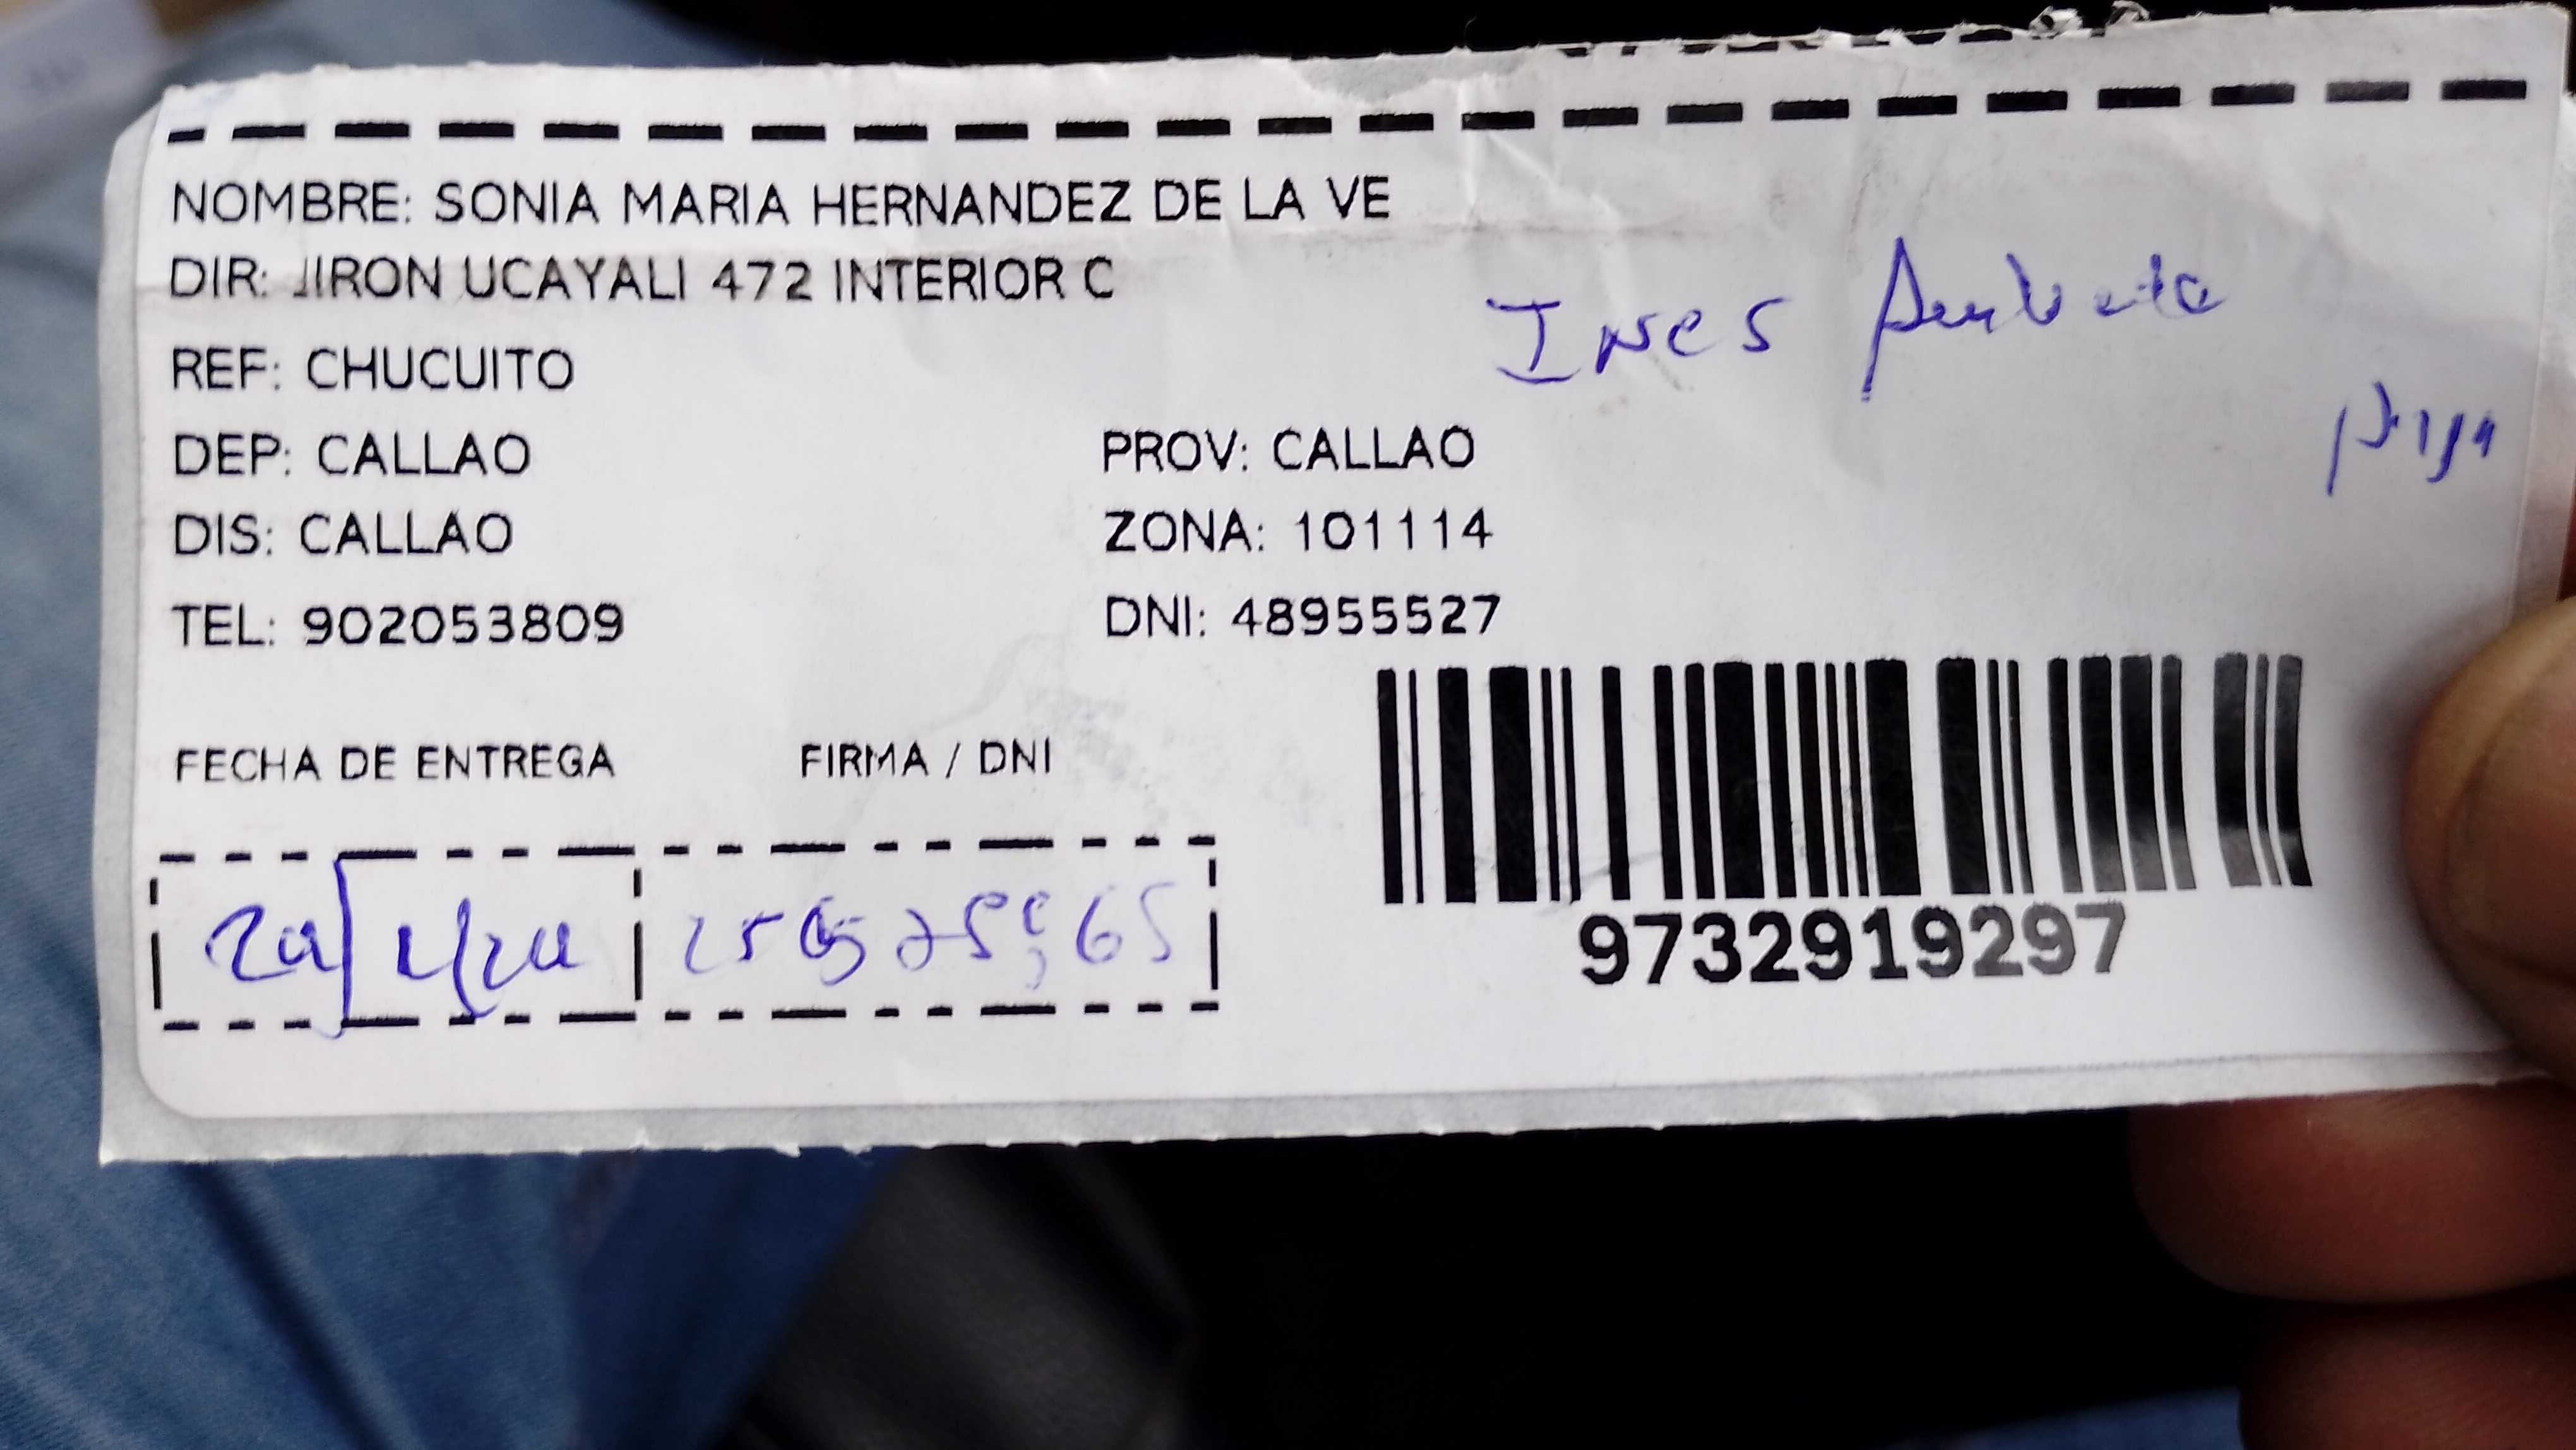 NOMBRE: SONIA MARIA HERNANDEZ DE LA VE
DIR: JIRON UCAYALI 472 INTERIOR C
Ines
REF: CHUCUITO
DEP: CALLAO PROV: CALLAO
DIS: CALLAO ZONA: 101114
TEL: 902053809 DNI: 48955527
FECHA DE ENTREGA FIRMA / DNI
9732919297